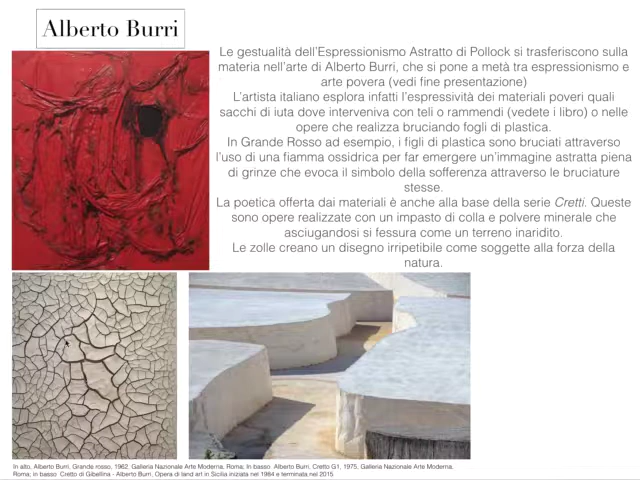 Alberto Burri
Le gestualità dell'Espressionismo Astratto di Pollock si trasferiscono sulla
materia nell'arte di Alberto Burri, che si pone a metà tra espressionismo e
arte povera (vedi fine presentazione)
L'artista italiano esplora infatti l'espressività dei materiali poveri quali
sacchi di iuta dove interveniva con teli o rammendi (vedete i libro) o nelle
opere che realizza bruciando fogli di plastica.
In Grande Rosso ad esempio, i figli di plastica sono bruciati attraverso
l'uso di una fiamma ossidrica per far emergere un'immagine astratta piena
di grinze che evoca il simbolo della sofferenza attraverso le bruciature
stesse.
La poetica offerta dai materiali è anche alla base della serie Cretti. Queste
sono opere realizzate con un impasto di colla e polvere minerale che
asciugandosi si fessura come un terreno inaridito.
Le zolle creano un disegno irripetibile come soggette alla forza della
natura.
In alto, Alberto Burri, Grande rosso, 1962, Galleria Nazionale Arte Moderna, Roma. In basso Alberto Burri, Cretto G1, 1975, Galleria Nazionale Arte Moderna,
Roma; in basso Cretto di Gibellina - Alberto Burri, Opera di land art in Sicilia iniziata nel 1984 e terminata nel 2015.